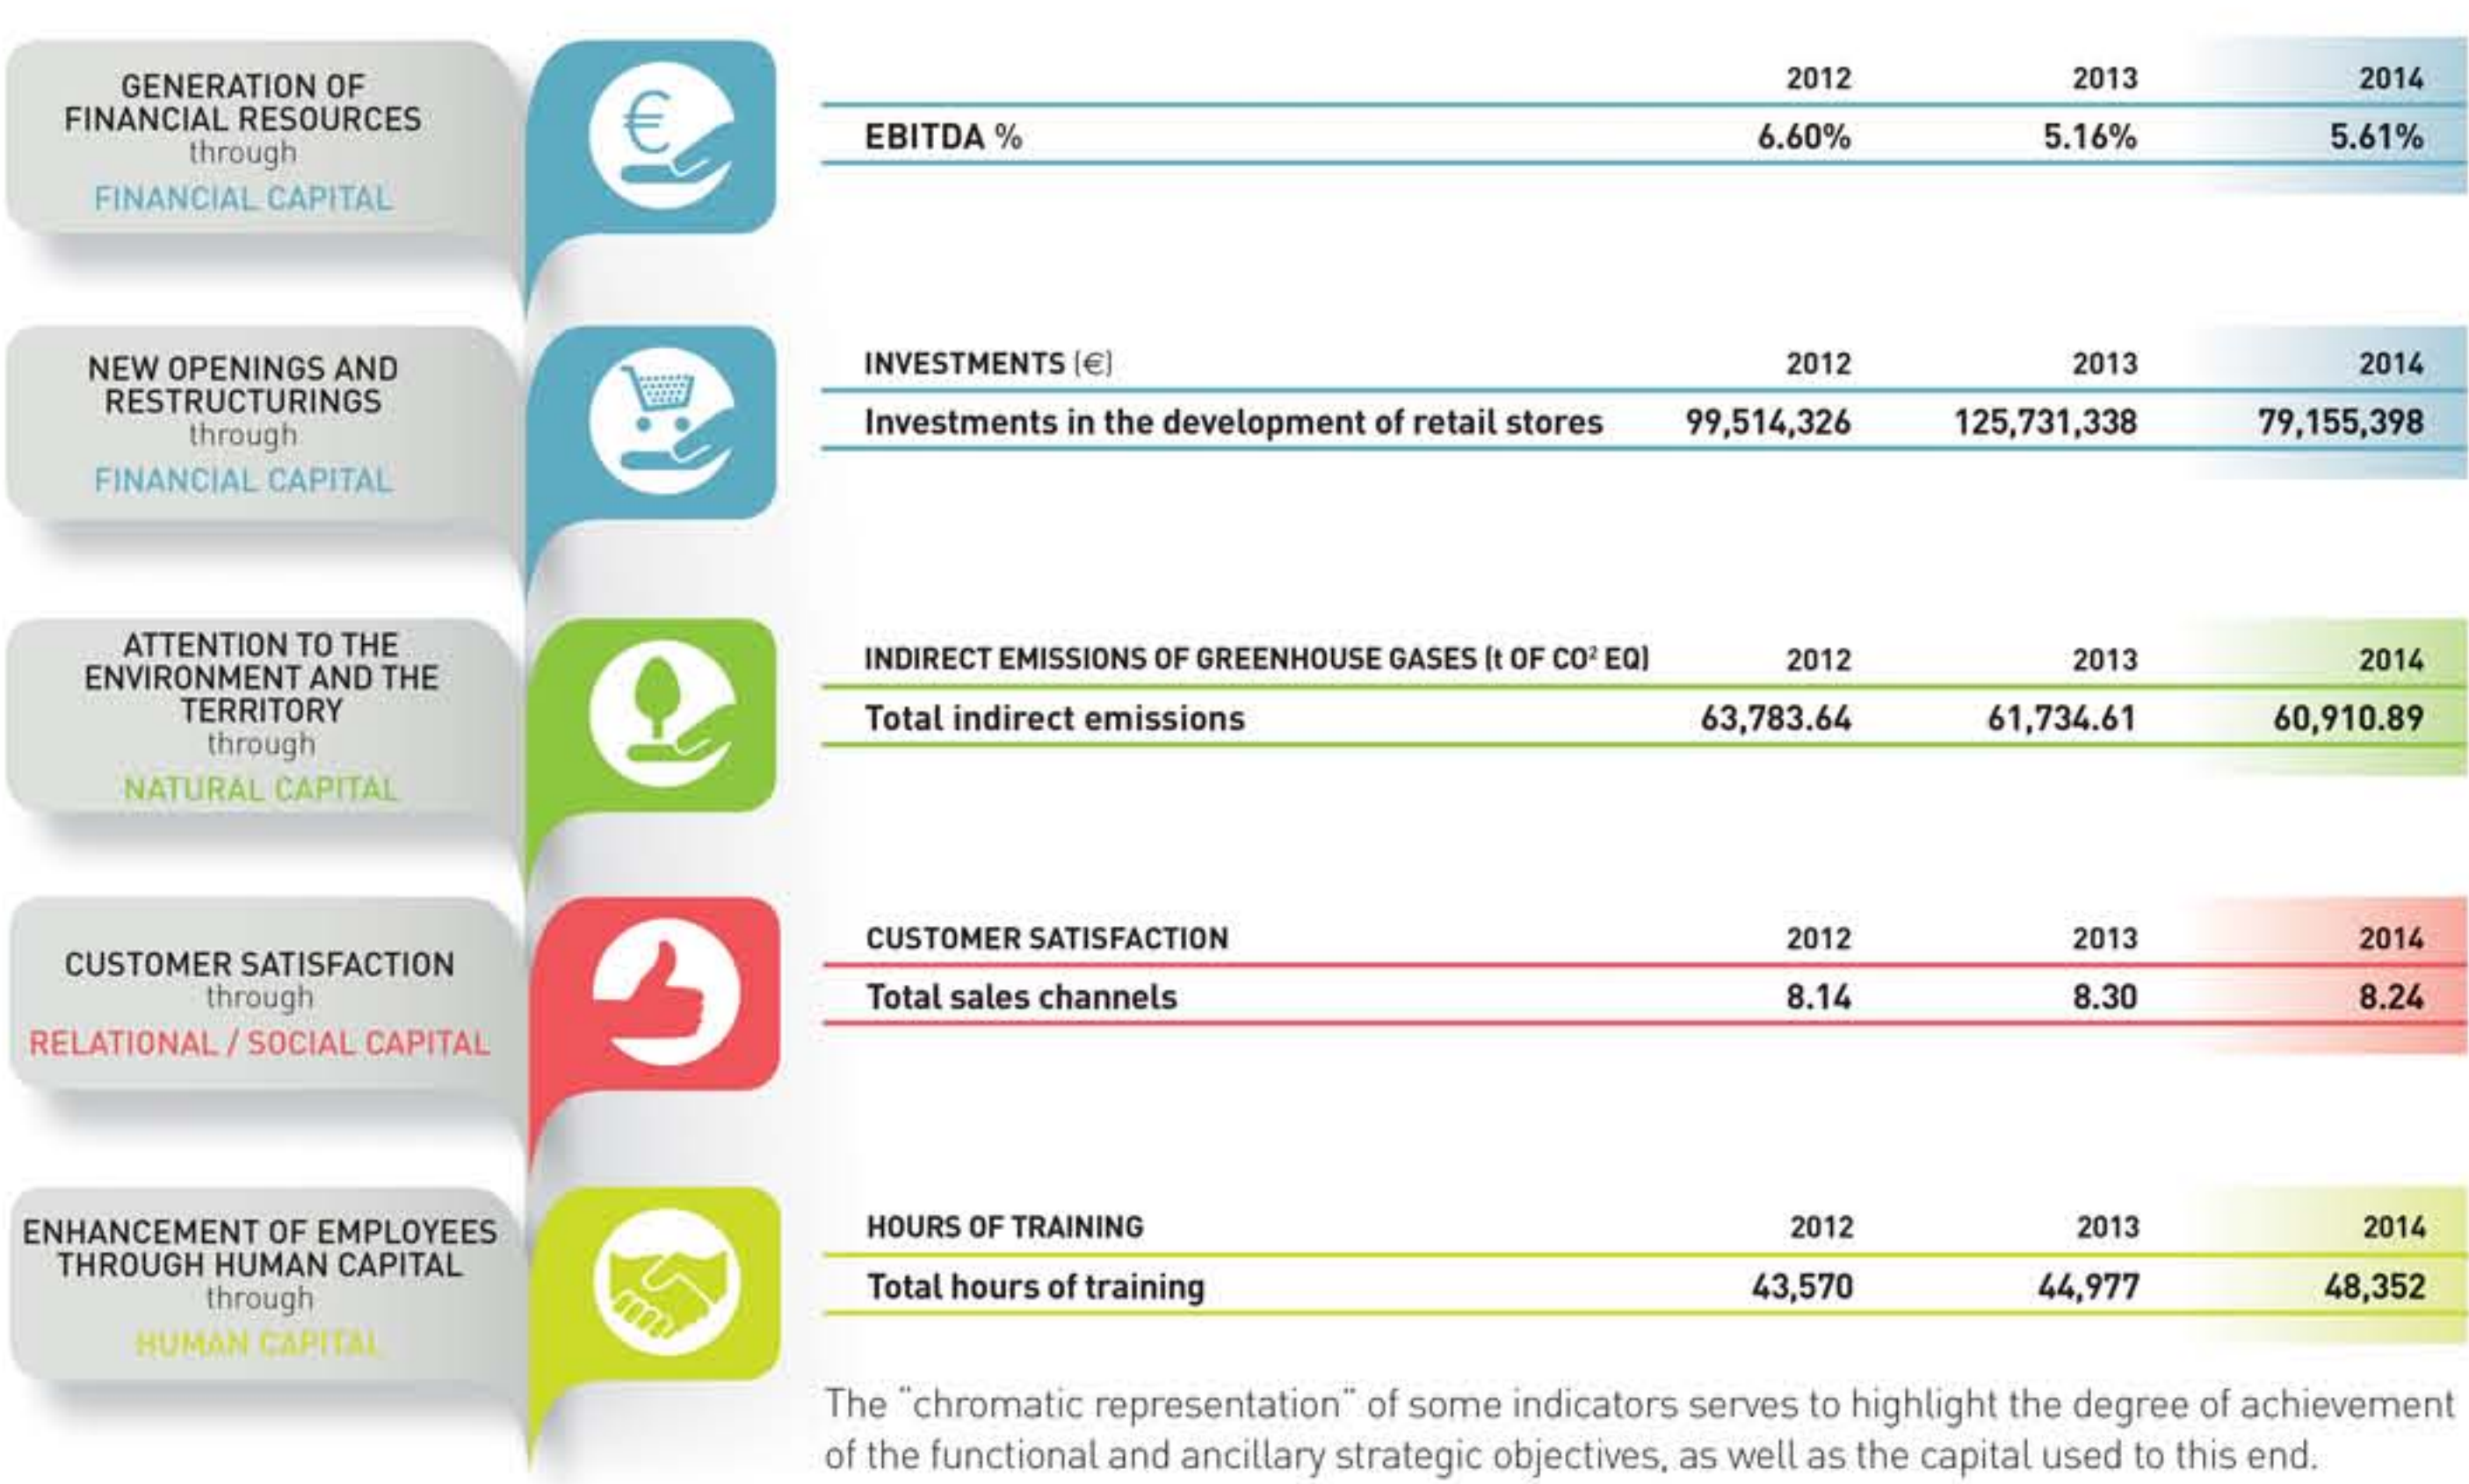 GENERATION OF
FINANCIAL RESOURCES
through
FINANCIAL CAPITAL
€
2012 2013 2014
EBITDA % 6.60% 5.16% 5.61%
NEW OPENINGS AND
RESTRUCTURINGS
through
FINANCIAL CAPITAL
INVESTMENTS (€) 2012 2013 2014
Investments in the development of retail stores 99,514,326 125,731,338 79,155,398
ATTENTION TO THE
ENVIRONMENT AND THE
TERRITORY
through
NATURAL CAPITAL
INDIRECT EMISSIONS OF GREENHOUSE GASES (t OF CO² EQ) 2012 2013 2014
Total indirect emissions 63,783.64 61,734.61 60,910.89
CUSTOMER SATISFACTION
through
RELATIONAL / SOCIAL CAPITAL
CUSTOMER SATISFACTION 2012 2013 2014
Total sales channels 8.14 8.30 8.24
ENHANCEMENT OF EMPLOYEES
THROUGH HUMAN CAPITAL
through
HUMAN CAPITAL
HOURS OF TRAINING 2012 2013 2014
Total hours of training 43,570 44,977 48,352
The “chromatic representation” of some indicators serves to highlight the degree of achievement
of the functional and ancillary strategic objectives, as well as the capital used to this end.